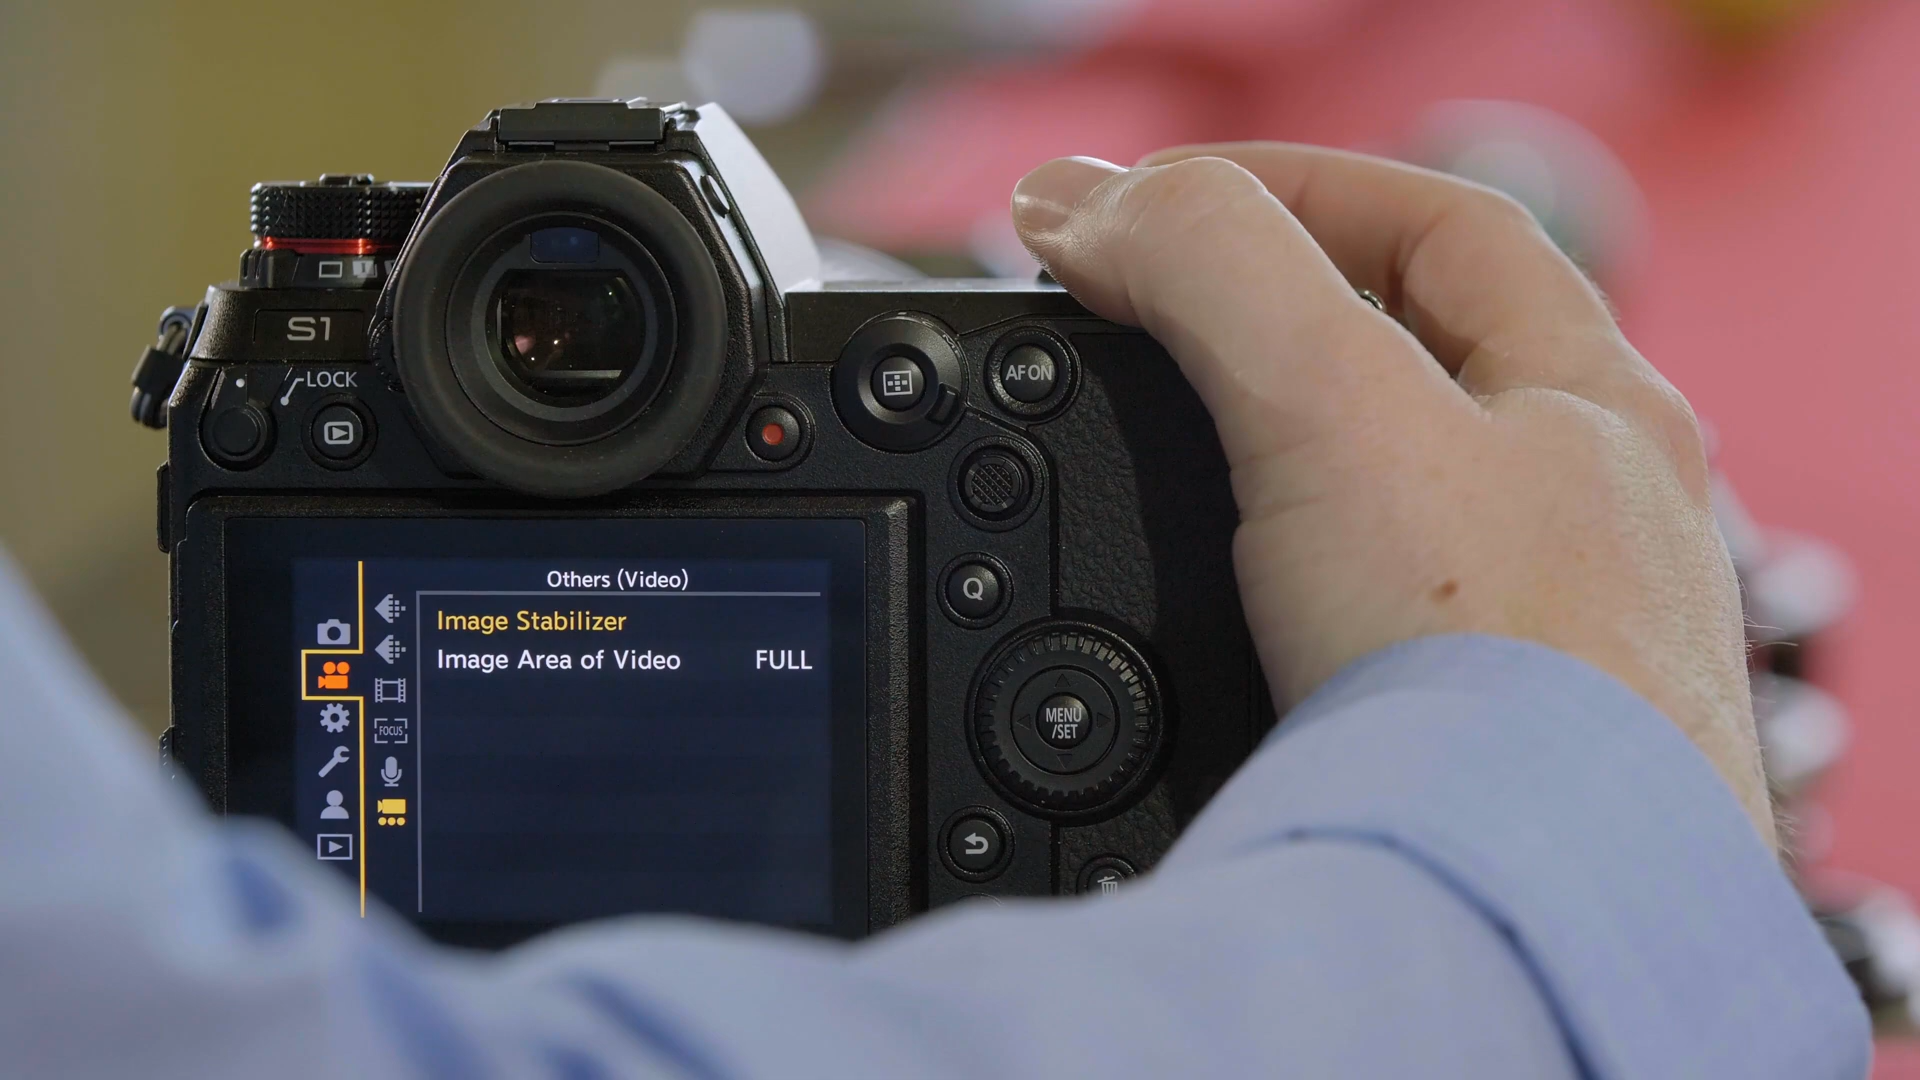 S1
LOCK
AF ON
Q
Others (Video)
Image Stabilizer
Image Area of Video FULL
FOCUS
MENU
/SET